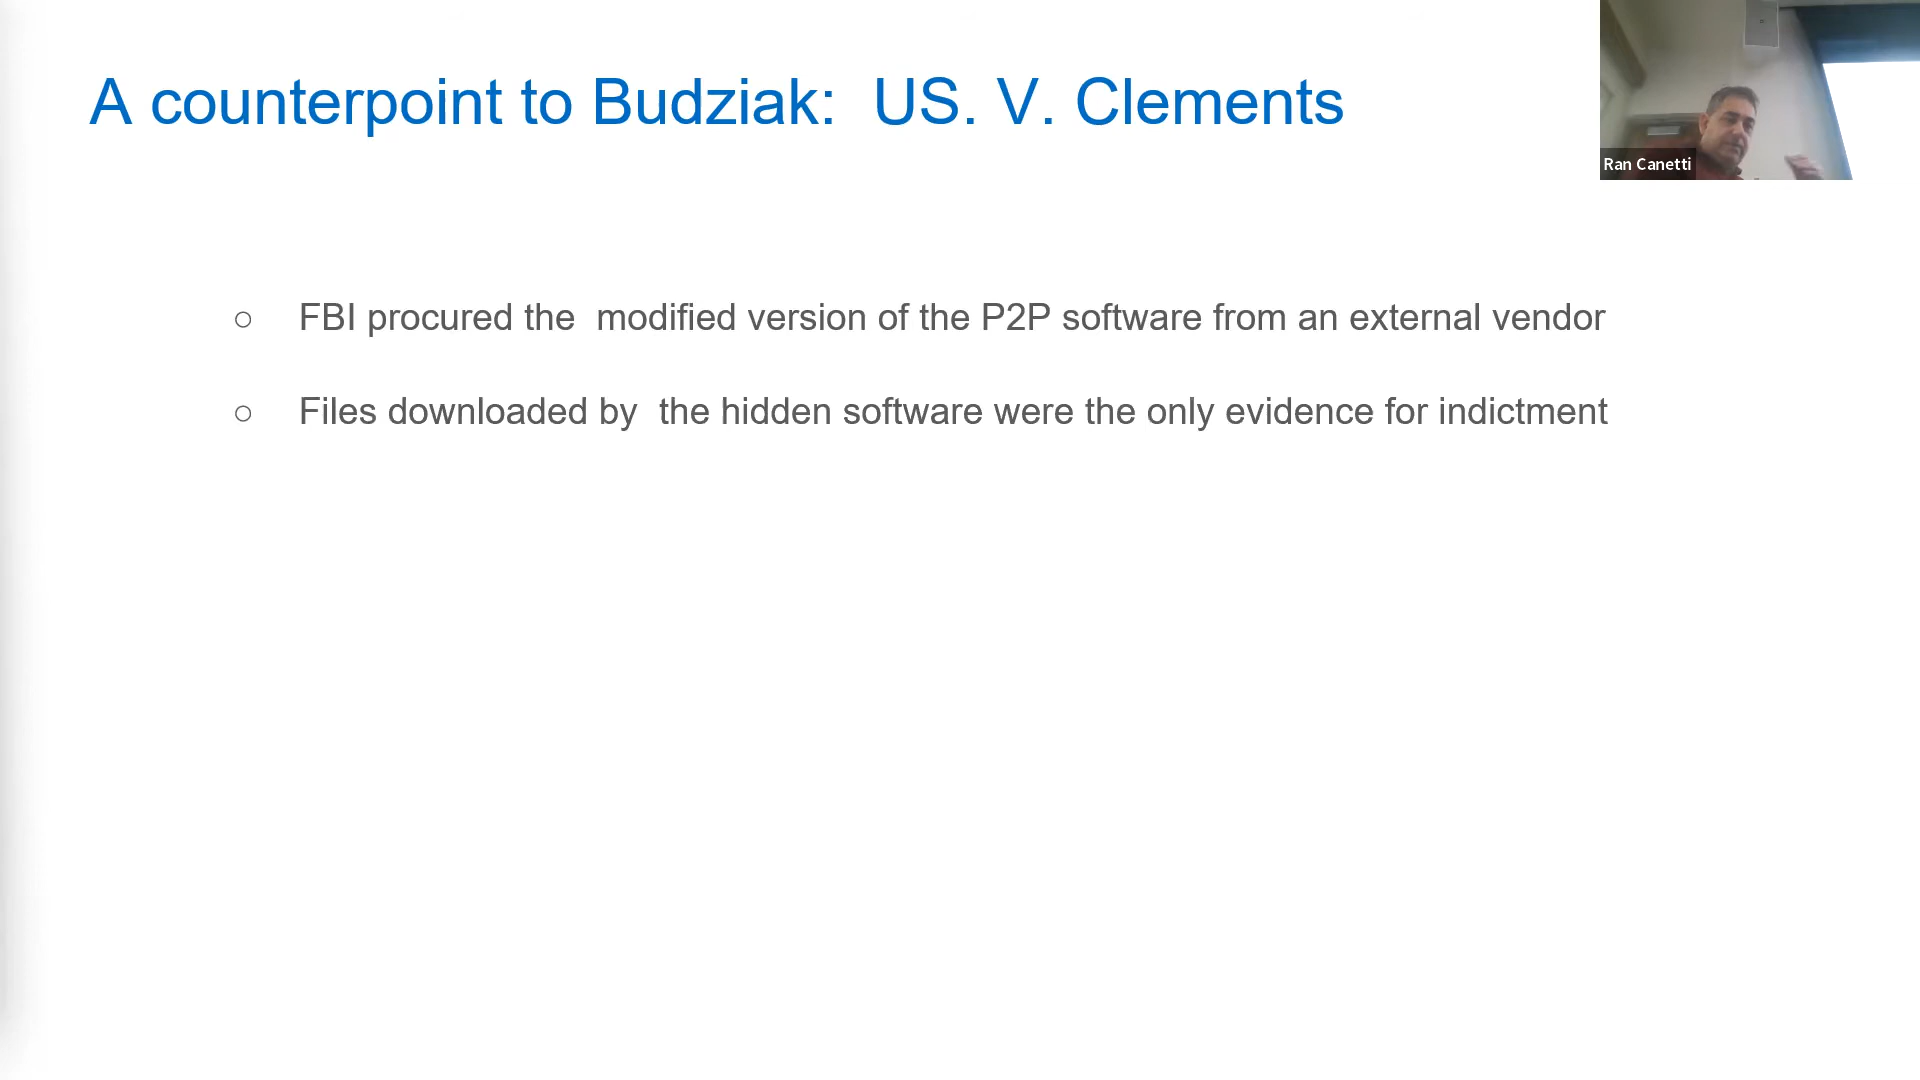 A counterpoint to Budziak:  US. V. Clements
Ran Canetti
○ FBI procured the  modified version of the P2P software from an external vendor
○ Files downloaded by  the hidden software were the only evidence for indictment